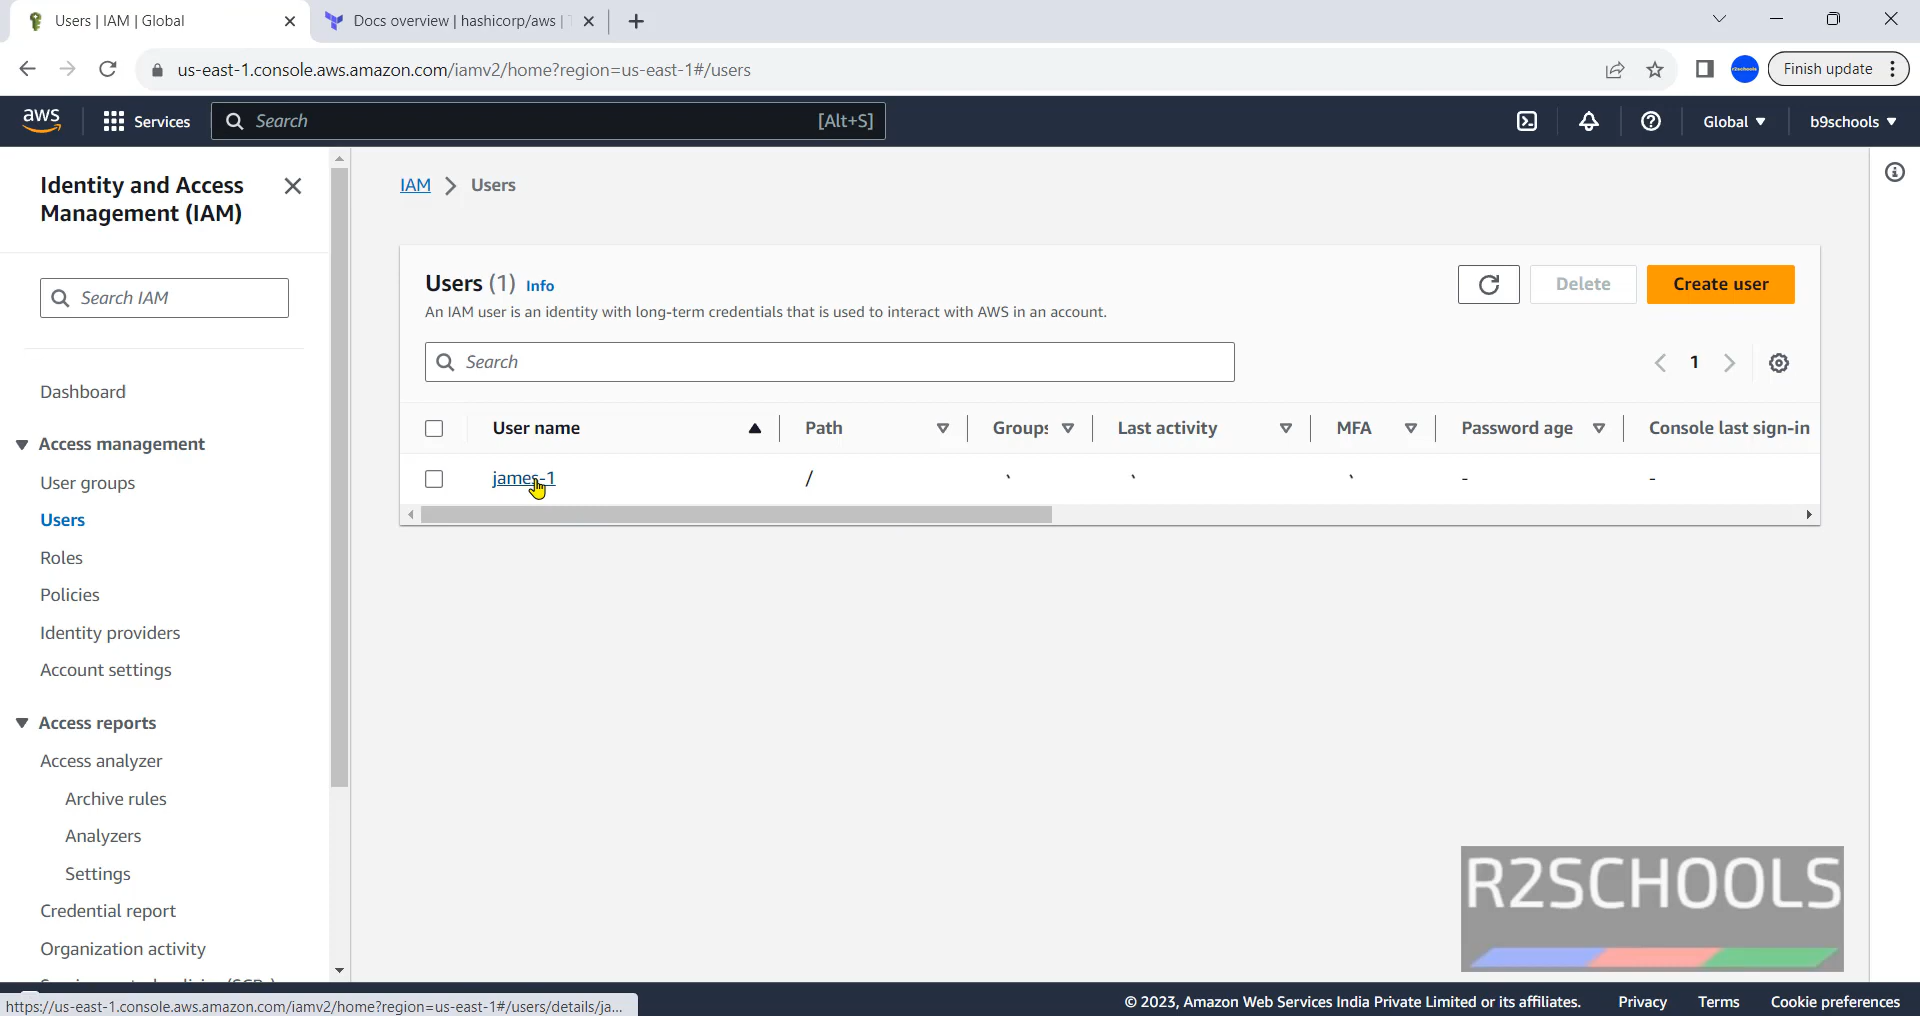 Users | IAM | Global
Docs overview | hashicorp/aws |
us-east-1.console.aws.amazon.com/iamv2/home?region=us-east-1#/users
Finish update
aws
Services
Search
[Alt+S]
Global
b9schools
Identity and Access
Management (IAM)
Search IAM
Dashboard
Access management
User groups
Users
Roles
Policies
Identity providers
Account settings
Access reports
Access analyzer
Archive rules
Analyzers
Settings
Credential report
Organization activity
IAM > Users
Users (1) Info
An IAM user is an identity with long-term credentials that is used to interact with AWS in an account.
Delete
Create user
Search
1
User name Path Groups Last activity MFA Password age Console last sign-in
james-1 / - -
R2SCHOOLS
https://us-east-1.console.aws.amazon.com/iamv2/home?region=us-east-1#/users/details/ja...
© 2023, Amazon Web Services India Private Limited or its affiliates. Privacy Terms Cookie preferences